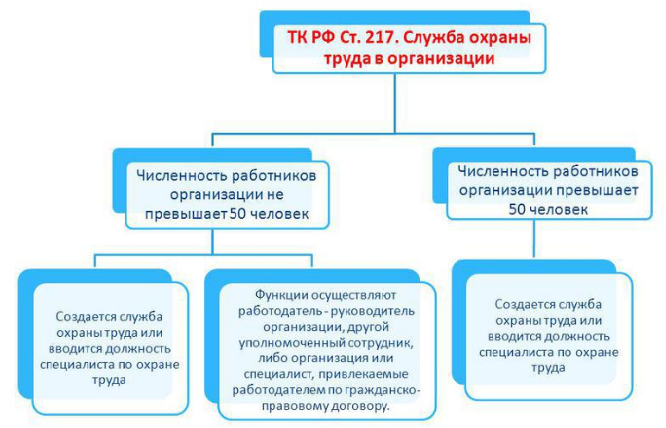 ТК РФ Ст. 217. Служба охраны
труда в организации
Численность работников
организации не
превышает 50 человек
Численность работников
организации превышает
50 человек
Создается служба
охраны труда или
вводится должность
специалиста по охране
труда
Функции осуществляют
работодатель - руководитель
организации, другой
уполномоченный сотрудник,
либо организация или
специалист, привлекаемые
работодателем по гражданско-
правовому договору.
Создается служба
охраны труда или
вводится должность
специалиста по охране
труда